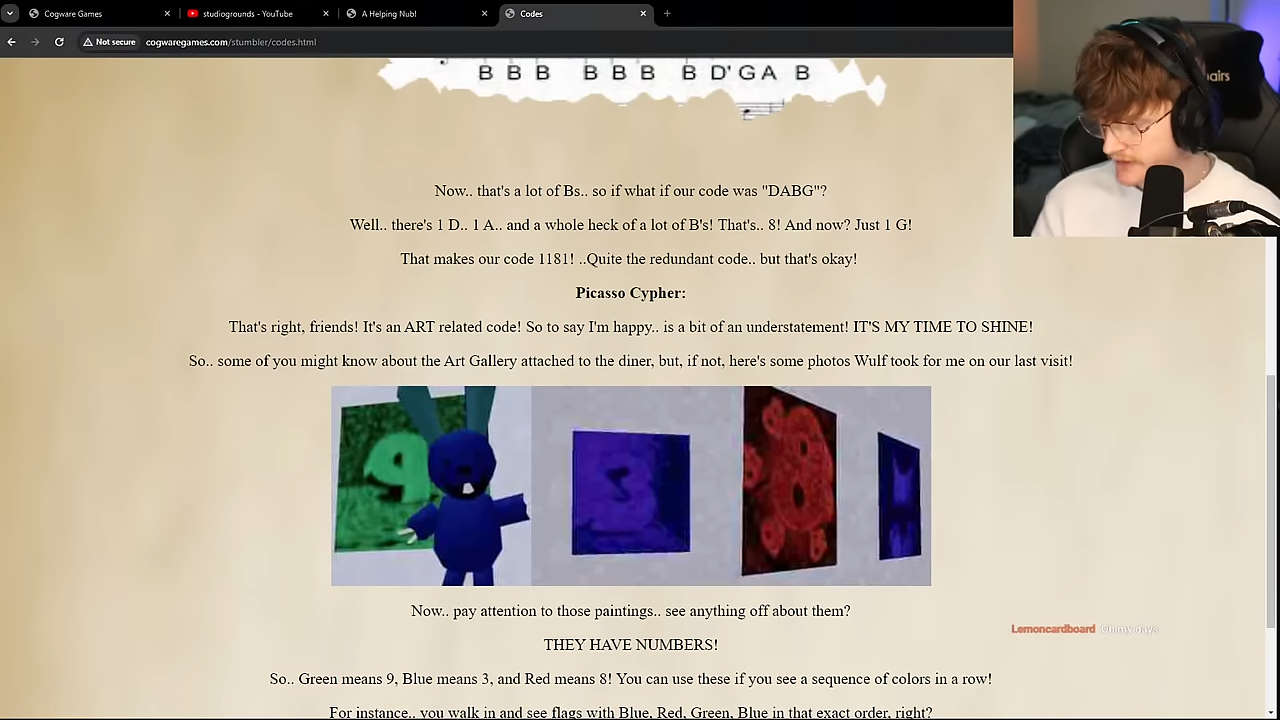 Cogware Games
studiogrounds - YouTube
A Helping Nub!
Codes
Not secure
cogwaregames.com/stumbler/codes.html
hairs
B B B B B B B D'G A B
Now.. that's a lot of Bs.. so if what if our code was "DABG"?
Well.. there's 1 D.. 1 A.. and a whole heck of a lot of B's! That's.. 8! And now? Just 1 G!
That makes our code 1181! ..Quite the redundant code.. but that's okay!
Picasso Cypher:
That's right, friends! It's an ART related code! So to say I'm happy.. is a bit of an understatement! IT'S MY TIME TO SHINE!
So.. some of you might know about the Art Gallery attached to the diner, but, if not, here's some photos Wulf took for me on our last visit!
9
3
8
Now.. pay attention to those paintings.. see anything off about them?
Lemoncardboard Oh my days
THEY HAVE NUMBERS!
So.. Green means 9, Blue means 3, and Red means 8! You can use these if you see a sequence of colors in a row!
For instance.. you walk in and see flags with Blue, Red, Green, Blue in that exact order, right?